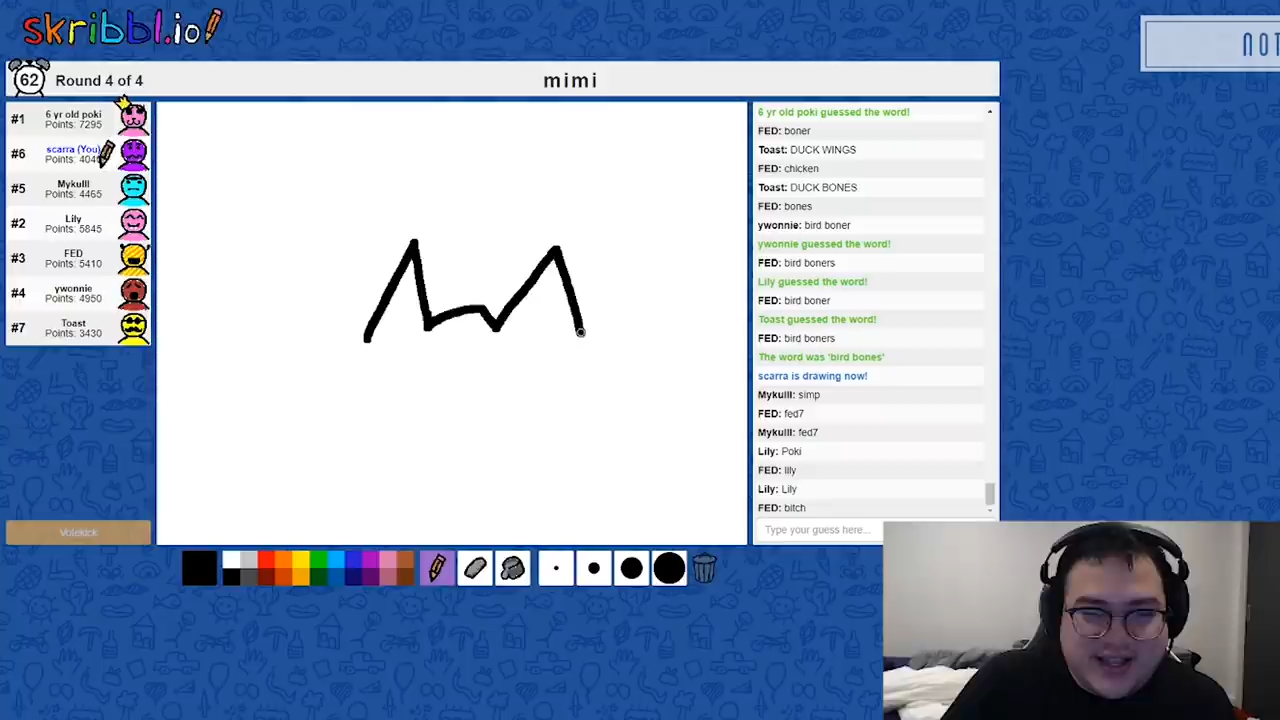 skribbl.io
NOT
62
Round 4 of 4
mimi
#1
6 yr old poki
Points: 7295
#6
scarra (You)
Points: 404
#5
Mykulll
Points: 4465
#2
Lily
Points: 5845
#3
FED
Points: 5410
#4
ywonnie
Points: 4950
#7
Toast
Points: 3430
Votekick
6 yr old poki guessed the word!
FED: boner
Toast: DUCK WINGS
FED: chicken
Toast: DUCK BONES
FED: bones
ywonnie: bird boner
ywonnie guessed the word!
FED: bird boners
Lily guessed the word!
FED: bird boner
Toast guessed the word!
FED: bird boners
The word was 'bird bones'
scarra is drawing now!
Mykulll: simp
FED: fed7
Mykulll: fed7
Lily: Poki
FED: lily
Lily: Lily
FED: bitch
Type your guess here...